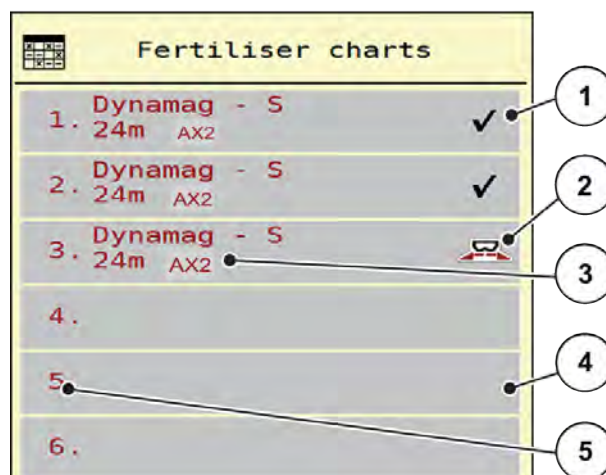 Fertiliser charts
1. Dynamag - S
24m AX2
2. Dynamag - S
24m AX2
3. Dynamag - S
24m AX2
4.
5.
6.
1
2
3
4
5